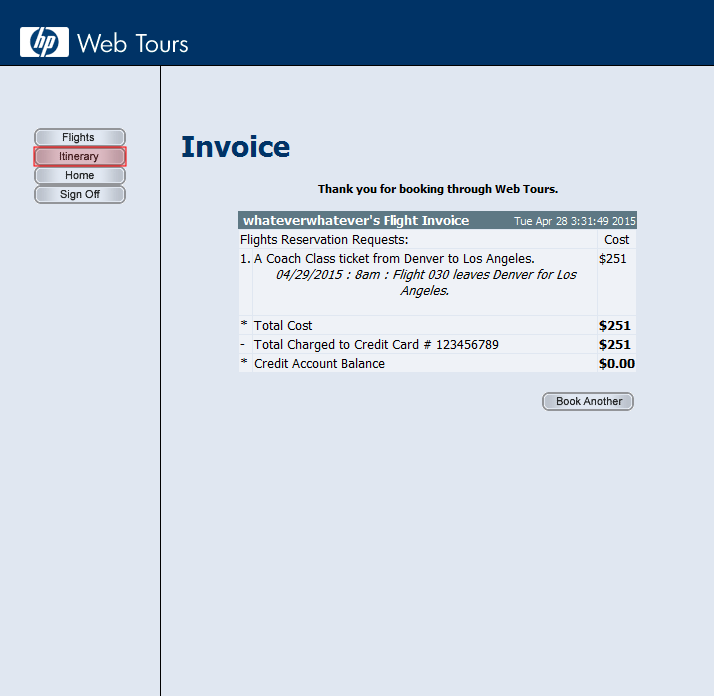 hp Web Tours
Flights
Itinerary
Home
Sign Off
Invoice
Thank you for booking through Web Tours.
whateverwhatever's Flight Invoice Tue Apr 28 3:31:49 2015
Flights Reservation Requests: Cost
1. A Coach Class ticket from Denver to Los Angeles. $251
04/29/2015 : 8am : Flight 030 leaves Denver for Los
Angeles.
* Total Cost $251
- Total Charged to Credit Card # 123456789 $251
* Credit Account Balance $0.00
Book Another